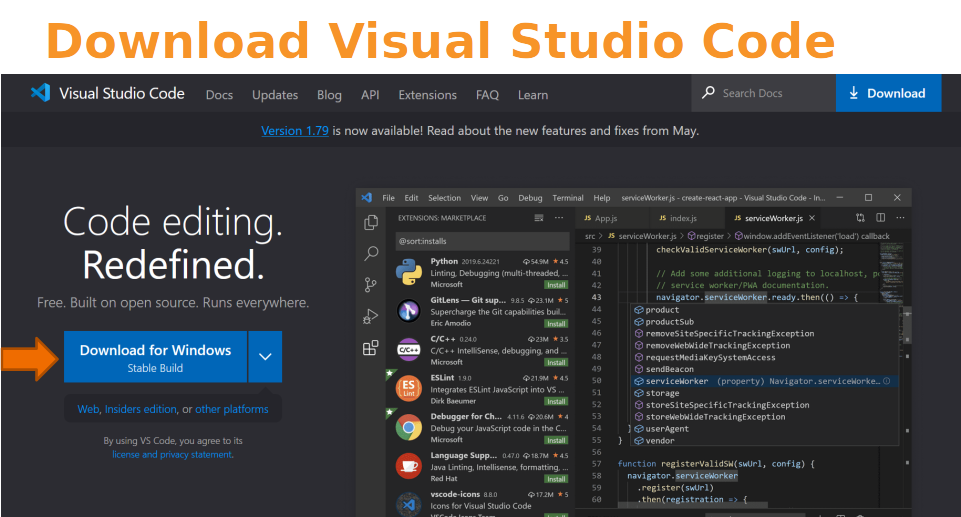 Download Visual Studio Code
Visual Studio Code Docs Updates Blog API Extensions FAQ Learn Search Docs Download
Version 1.79 is now available! Read about the new features and fixes from May.
Code editing.
Redefined.
Free. Built on open source. Runs everywhere.
Download for Windows
Stable Build
Web, Insiders edition, or other platforms
By using VS Code, you agree to its
license and privacy statement.
File Edit Selection View Go Debug Terminal Help serviceWorker.js - create-react-app - Visual Studio Code - In...
EXTENSIONS: MARKETPLACE
@sort:installs
Python 2019.6.24221 54.9M ★ 4.5
Linting, Debugging (multi-threaded, ...
Microsoft Install
GitLens — Git sup... 9.8.5 23.1M ★ 5
Supercharge the Git capabilities buil...
Eric Amodio Install
C/C++ 0.24.0 23M ★ 3.5
C/C++ IntelliSense, debugging, and ...
Microsoft Install
ESLint 1.9.0 21.9M ★ 4.5
Integrates ESLint JavaScript into VS ...
Dirk Baeumer Install
Debugger for Ch... 4.11.6 20.6M ★ 4
Debug your JavaScript code in the C...
Microsoft Install
Language Supp... 0.47.0 18.7M ★ 4.5
Java Linting, Intellisense, formatting, ...
Red Hat Install
vscode-icons 8.8.0 17.2M ★ 5
Icons for Visual Studio Code
VSCode Icons Team
C/C++
ES
Lint
JS App.js JS index.js JS serviceWorker.js
src > JS serviceWorker.js > register > window.addEventListener('load') callback
39 checkValidServiceWorker(swUrl, config);
40
41 // Add some additional logging to localhost, po
42 // service worker/PWA documentation.
43 navigator.serviceWorker.ready.then(() => {
44 product
45 productSub
46 removeSiteSpecificTrackingException
47 removeWebWideTrackingException
48 requestMediaKeySystemAccess
49 sendBeacon
50 serviceWorker (property) Navigator.serviceWorke...
51 storage
52 storeSiteSpecificTrackingException
53 storeWebWideTrackingException
54 } userAgent
55 } vendor
56
57 function registerValidSW(swUrl, config) {
58 navigator.serviceWorker
59 .register(swUrl)
60 .then(registration => {